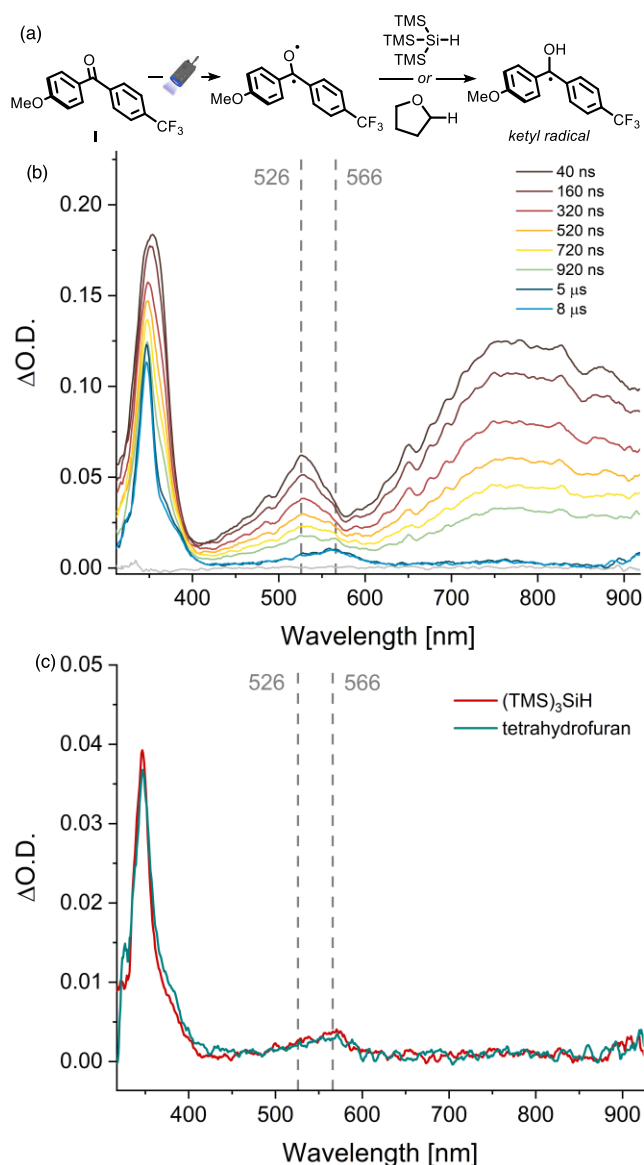 (a)
MeO
O
CF3
I
MeO
O•
•
CF3
TMS
TMS Si H
TMS
or
O
H
MeO
OH
•
CF3
ketyl radical
(b)
526
566
40 ns
160 ns
320 ns
520 ns
720 ns
920 ns
5 μs
8 μs
0.20
0.15
0.10
0.05
0.00
ΔO.D.
400 500 600 700 800 900
Wavelength [nm]
(c)
526
566
(TMS)3SiH
tetrahydrofuran
0.05
0.04
0.03
0.02
0.01
0.00
ΔO.D.
400 500 600 700 800 900
Wavelength [nm]